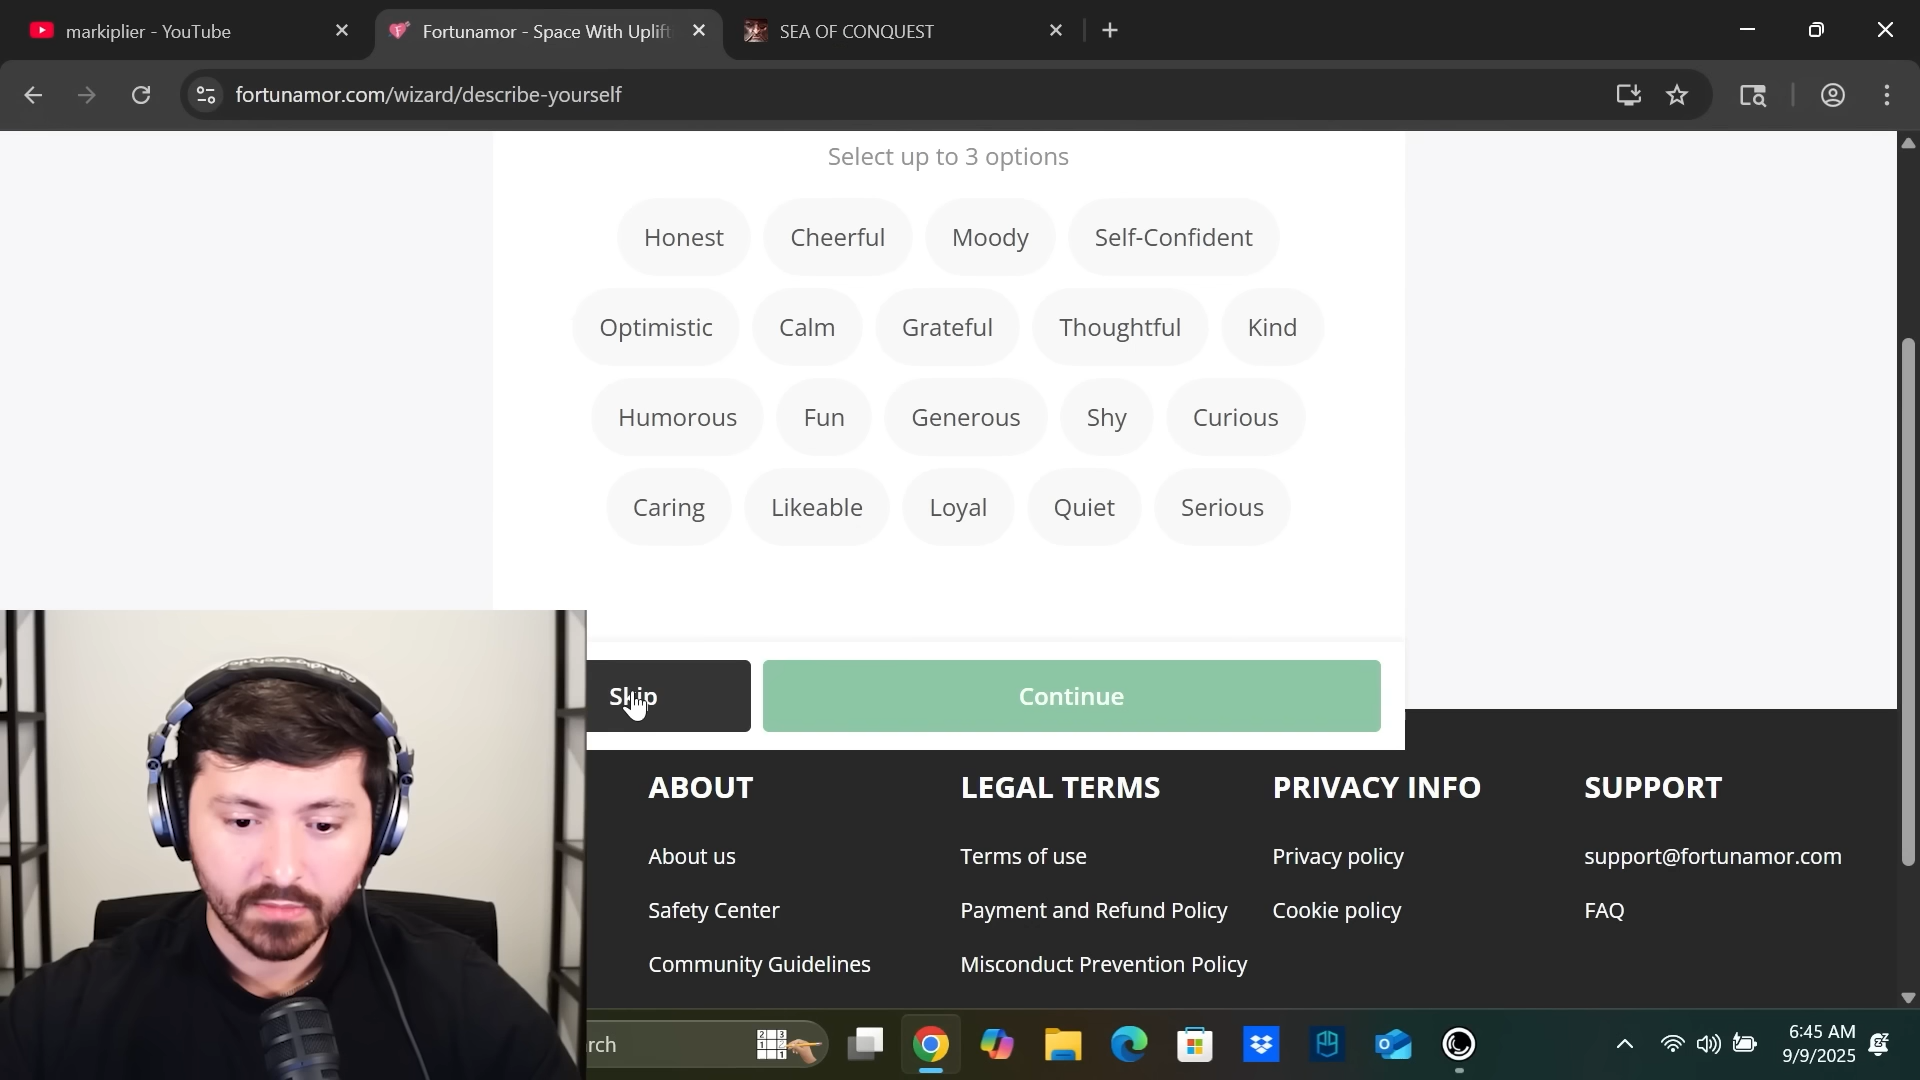 markiplier - YouTube
Fortunamor - Space With Uplift
SEA OF CONQUEST
fortunamor.com/wizard/describe-yourself
Select up to 3 options
Honest Cheerful Moody Self-Confident
Optimistic Calm Grateful Thoughtful Kind
Humorous Fun Generous Shy Curious
Caring Likeable Loyal Quiet Serious
Skip Continue
ABOUT LEGAL TERMS PRIVACY INFO SUPPORT
About us Terms of use Privacy policy support@fortunamor.com
Safety Center Payment and Refund Policy Cookie policy FAQ
Community Guidelines Misconduct Prevention Policy
rch
6:45 AM
9/9/2025